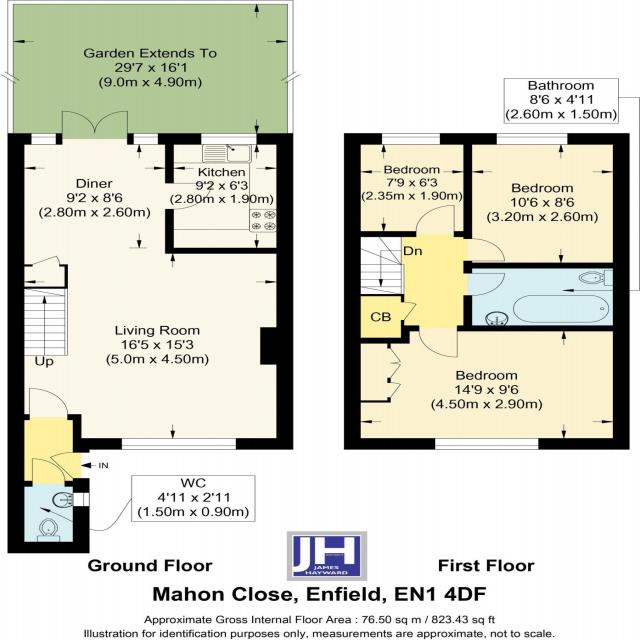 Garden Extends To
29'7 x 16'1
(9.0m x 4.90m)
Bathroom
8'6 x 4'11
(2.60m x 1.50m)
Diner
9'2 x 8'6
(2.80m x 2.60m)
Kitchen
9'2 x 6'3
(2.80m x 1.90m)
Bedroom
7'9 x 6'3
(2.35m x 1.90m)
Bedroom
10'6 x 8'6
(3.20m x 2.60m)
Dn
CB
Living Room
16'5 x 15'3
(5.0m x 4.50m)
Up
Bedroom
14'9 x 9'6
(4.50m x 2.90m)
IN
WC
4'11 x 2'11
(1.50m x 0.90m)
Ground Floor
JH
JAMES
HAYWARD
First Floor
Mahon Close, Enfield, EN1 4DF
Approximate Gross Internal Floor Area : 76.50 sq m / 823.43 sq ft
Illustration for identification purposes only, measurements are approximate, not to scale.